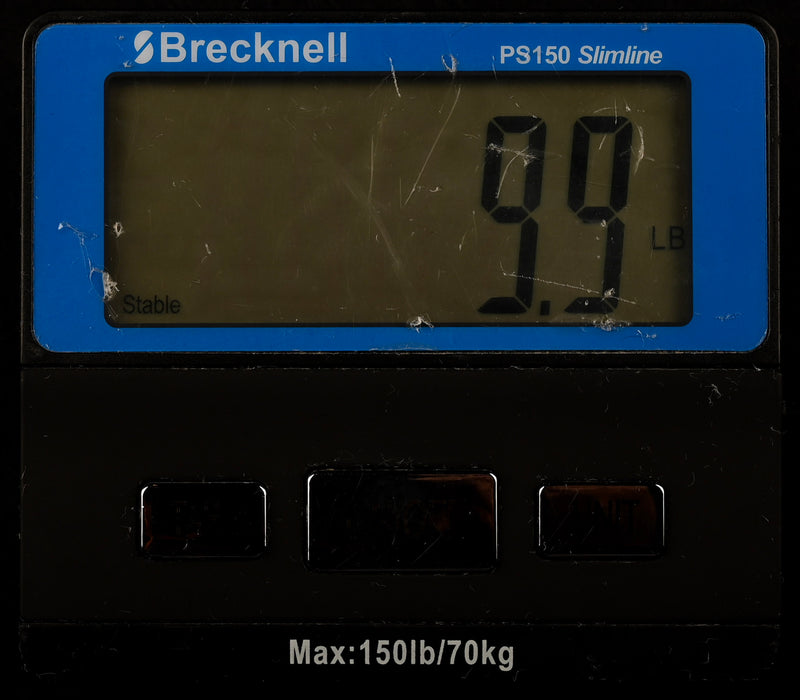 Brecknell
PS150 Slimline
9.9
LB
Stable
Max:150lb/70kg